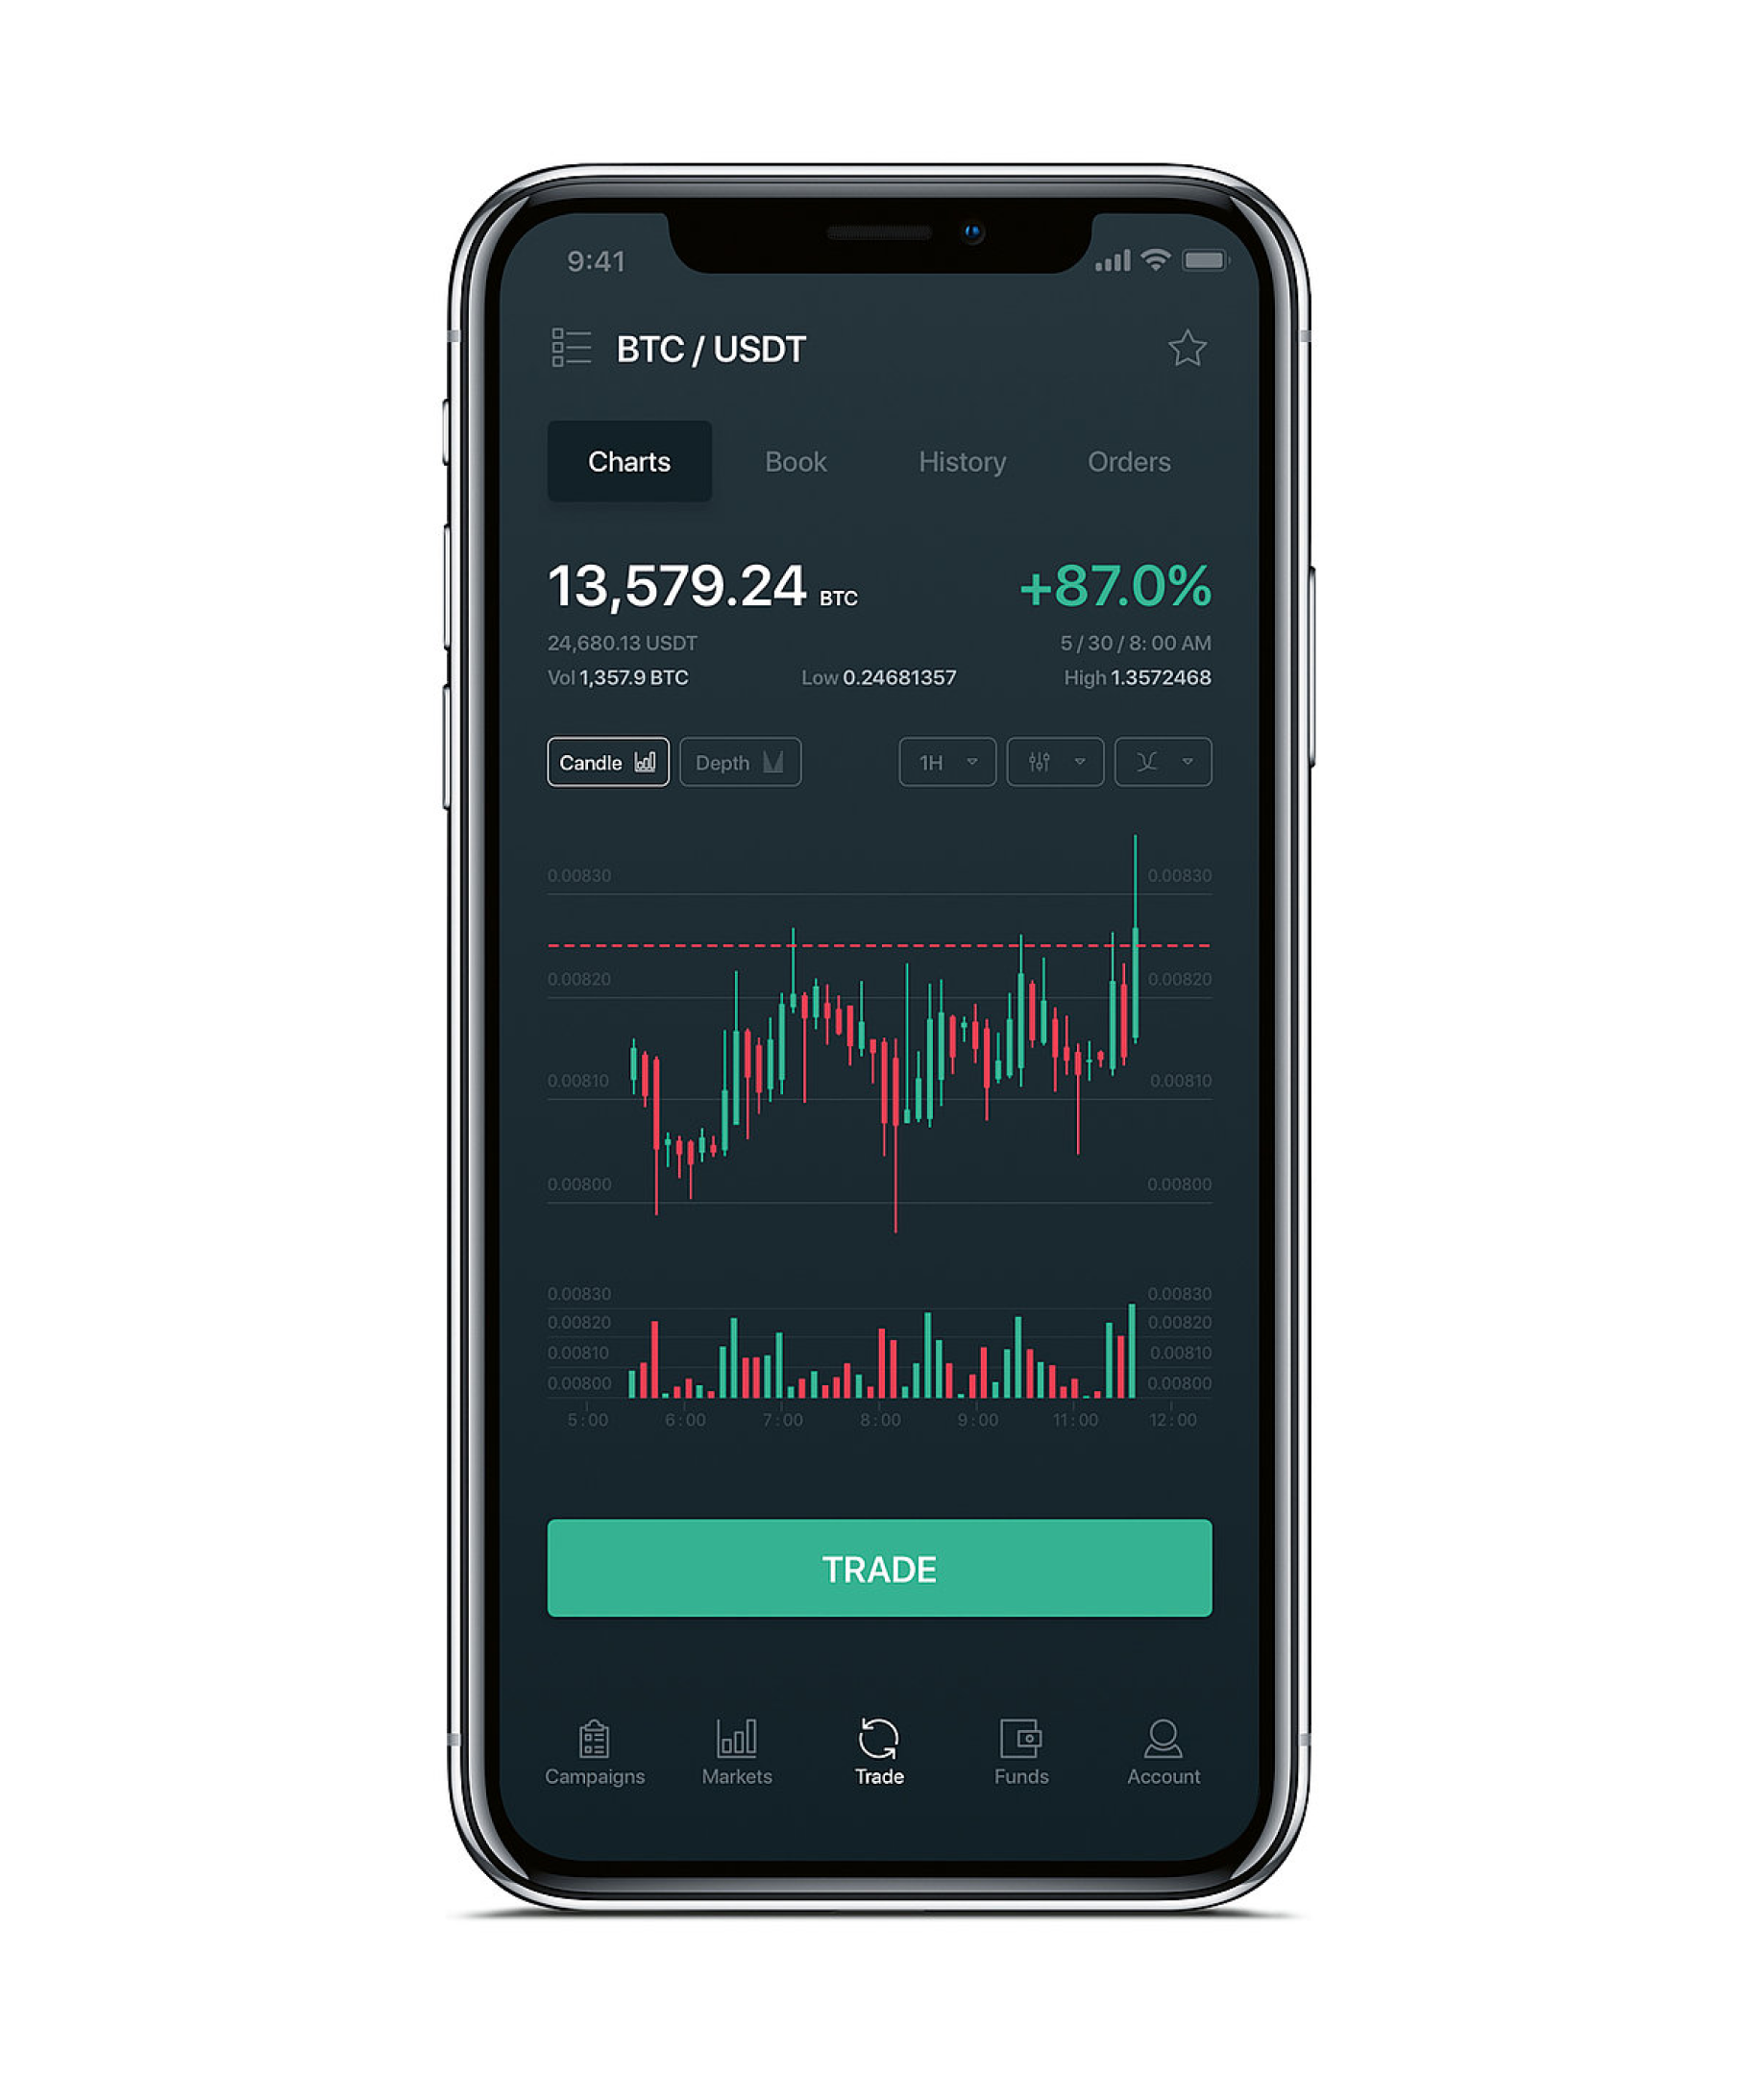 9:41
BTC / USDT
Charts Book History Orders
13,579.24 BTC +87.0%
24,680.13 USDT 5 / 30 / 8: 00 AM
Vol 1,357.9 BTC Low 0.24681357 High 1.3572468
Candle Depth 1H
0.00830 0.00830
0.00820 0.00820
0.00810 0.00810
0.00800 0.00800
0.00830 0.00830
0.00820 0.00820
0.00810 0.00810
0.00800 0.00800
5:00 6:00 7:00 8:00 9:00 11:00 12:00
TRADE
Campaigns Markets Trade Funds Account